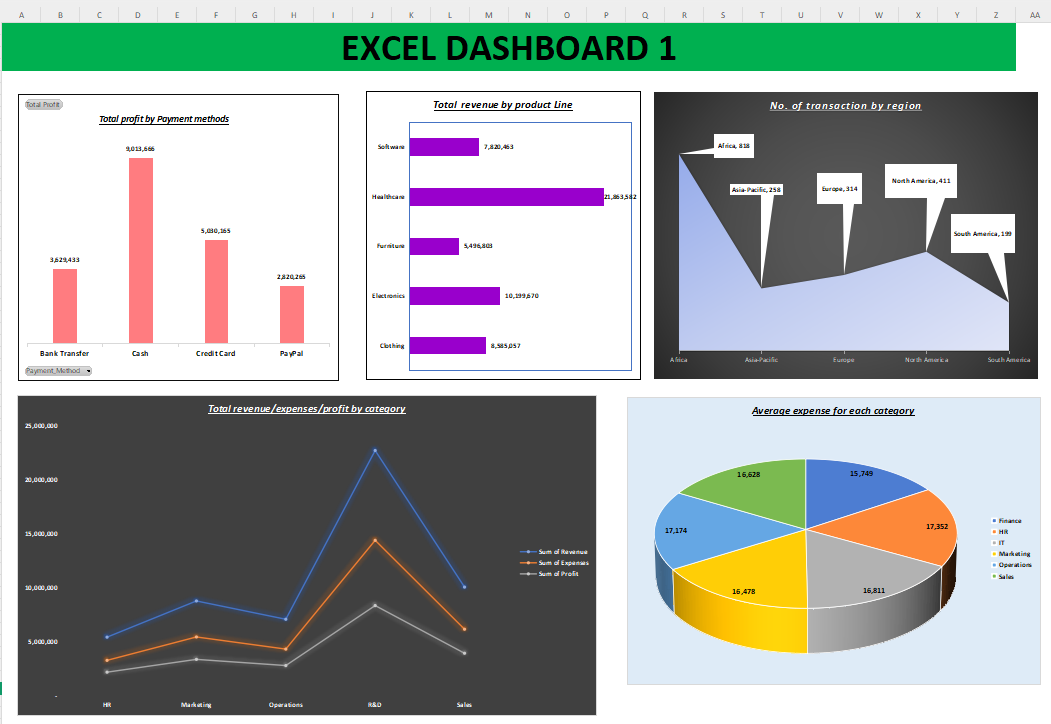 A B C D E F G H I J K L M N O P Q R S T U V W X Y Z AA
EXCEL DASHBOARD 1
Total Profit
Total profit by Payment methods
9,013,666
5,030,165
3,629,433
2,820,265
Bank Transfer Cash Credit Card PayPal
Payment_Method
Total revenue by product Line
Software 7,820,463
Healthcare 21,863,582
Furniture 5,496,803
Electronics 10,199,670
Clothing 8,585,057
No. of transaction by region
Africa, 818
Asia-Pacific, 258
Europe, 314
North America, 411
South America, 199
Africa Asia-Pacific Europe North America South America
Total revenue/expenses/profit by category
25,000,000
20,000,000
15,000,000
10,000,000
5,000,000
-
HR Marketing Operations R&D Sales
Sum of Revenue
Sum of Expenses
Sum of Profit
Average expense for each category
16,628
15,749
17,174
17,352
16,478
16,811
Finance
HR
IT
Marketing
Operations
Sales